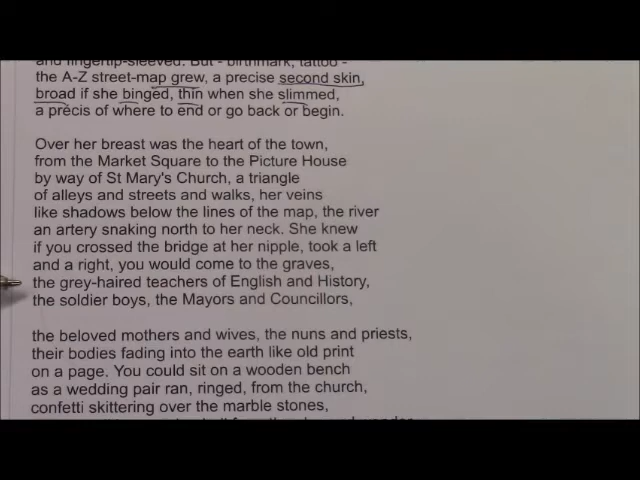 and fingertip-sleeved. But - birthmark, tattoo -
the A-Z street-map grew, a precise second skin,
broad if she binged, thin when she slimmed,
a précis of where to end or go back or begin.
Over her breast was the heart of the town,
from the Market Square to the Picture House
by way of St Mary's Church, a triangle
of alleys and streets and walks, her veins
like shadows below the lines of the map, the river
an artery snaking north to her neck. She knew
if you crossed the bridge at her nipple, took a left
and a right, you would come to the graves,
the grey-haired teachers of English and History,
the soldier boys, the Mayors and Councillors,
the beloved mothers and wives, the nuns and priests,
their bodies fading into the earth like old print
on a page. You could sit on a wooden bench
as a wedding pair ran, ringed, from the church,
confetti skittering over the marble stones,